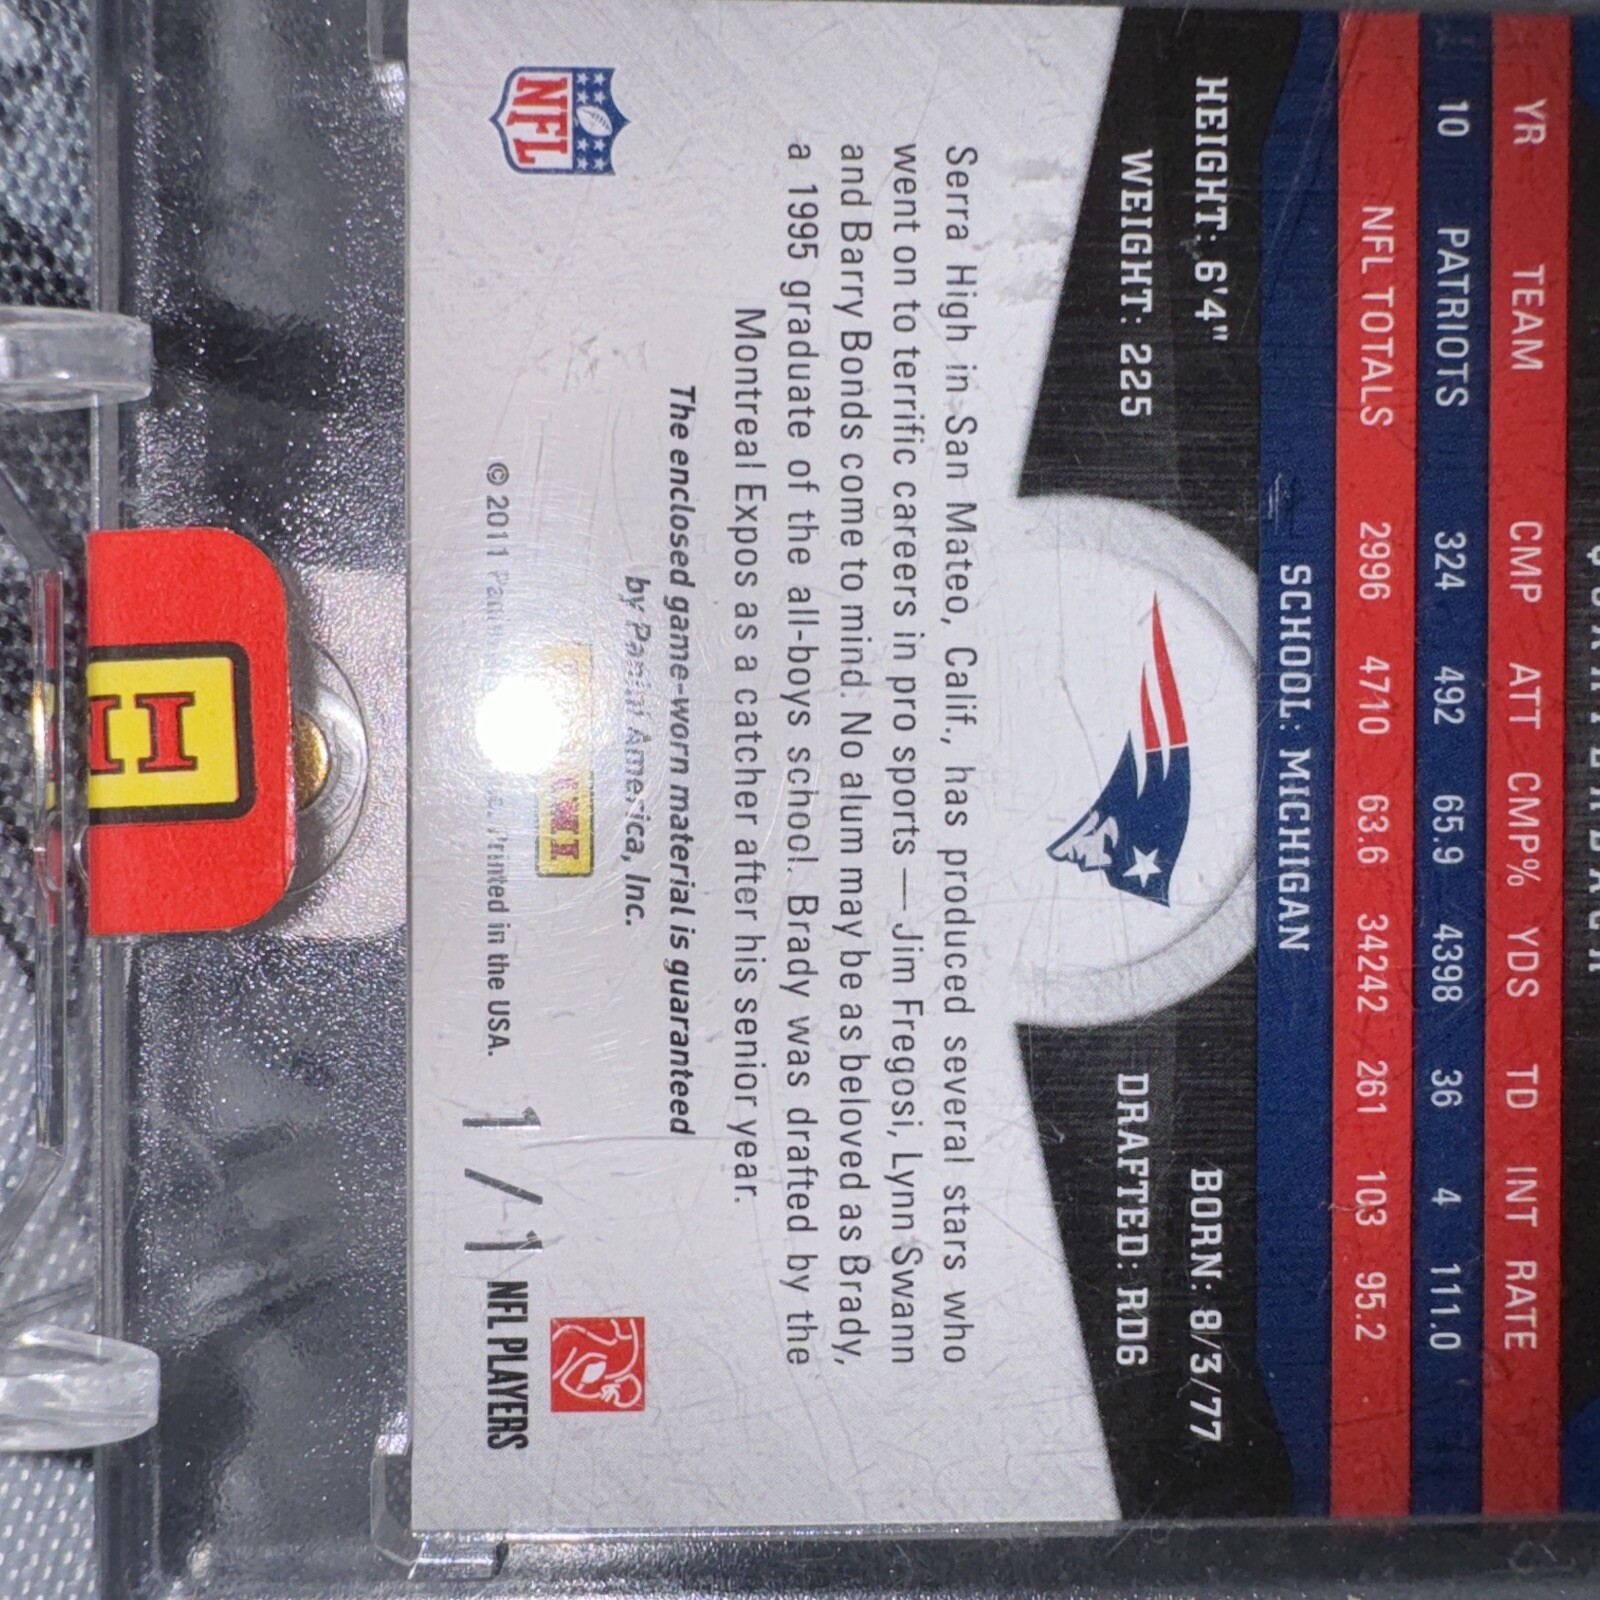 YR TEAM CMP ATT CMP% YDS TD INT RATE
10 PATRIOTS 324 492 65.9 4398 36 4 111.0
NFL TOTALS 2996 4710 63.6 34242 261 103 95.2
SCHOOL: MICHIGAN
HEIGHT: 6'4"
BORN: 8/3/77
WEIGHT: 225
DRAFTED: RD6
Serra High in San Mateo, Calif., has produced several stars who
went on to terrific careers in pro sports — Jim Fregosi, Lynn Swann
and Barry Bonds come to mind. No alum may be as beloved as Brady,
a 1995 graduate of the all-boys school. Brady was drafted by the
Montreal Expos as a catcher after his senior year.
The enclosed game-worn material is guaranteed
by Panini America, Inc.
NFL
© 2011 Printed in the USA.
1/1
NFL PLAYERS
H